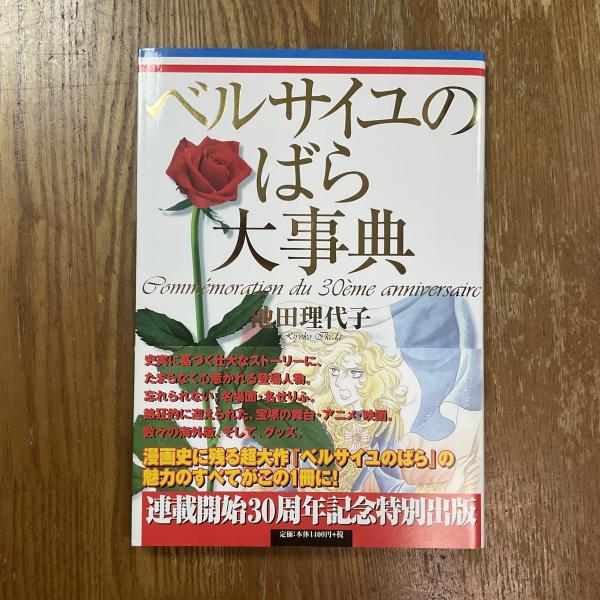 ベルサイユの
ばら
大事典
Commémoration du 30ème anniversaire
池田理代子
Riyoko Ikeda
史実に基づく壮大なストーリーに、
たまらなく心惹かれる登場人物。
忘れられない、名場面・名せりふ。
熱狂的に迎えられた、宝塚の舞台・アニメ・映画。
数々の海外版、そして、グッズ。
漫画史に残る超大作『ベルサイユのばら』の
魅力のすべてがこの1冊に!
連載開始30周年記念特別出版
定価:本体1400円+税